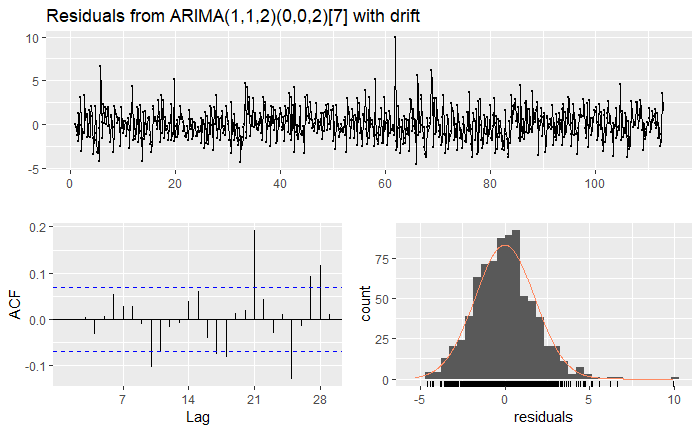 Residuals from ARIMA(1,1,2)(0,0,2)[7] with drift
10
5
0
-5
0 20 40 60 80 100
0.2
0.1
0.0
-0.1
ACF
7 14 21 28
Lag
75
50
25
0
count
-5 0 5 10
residuals